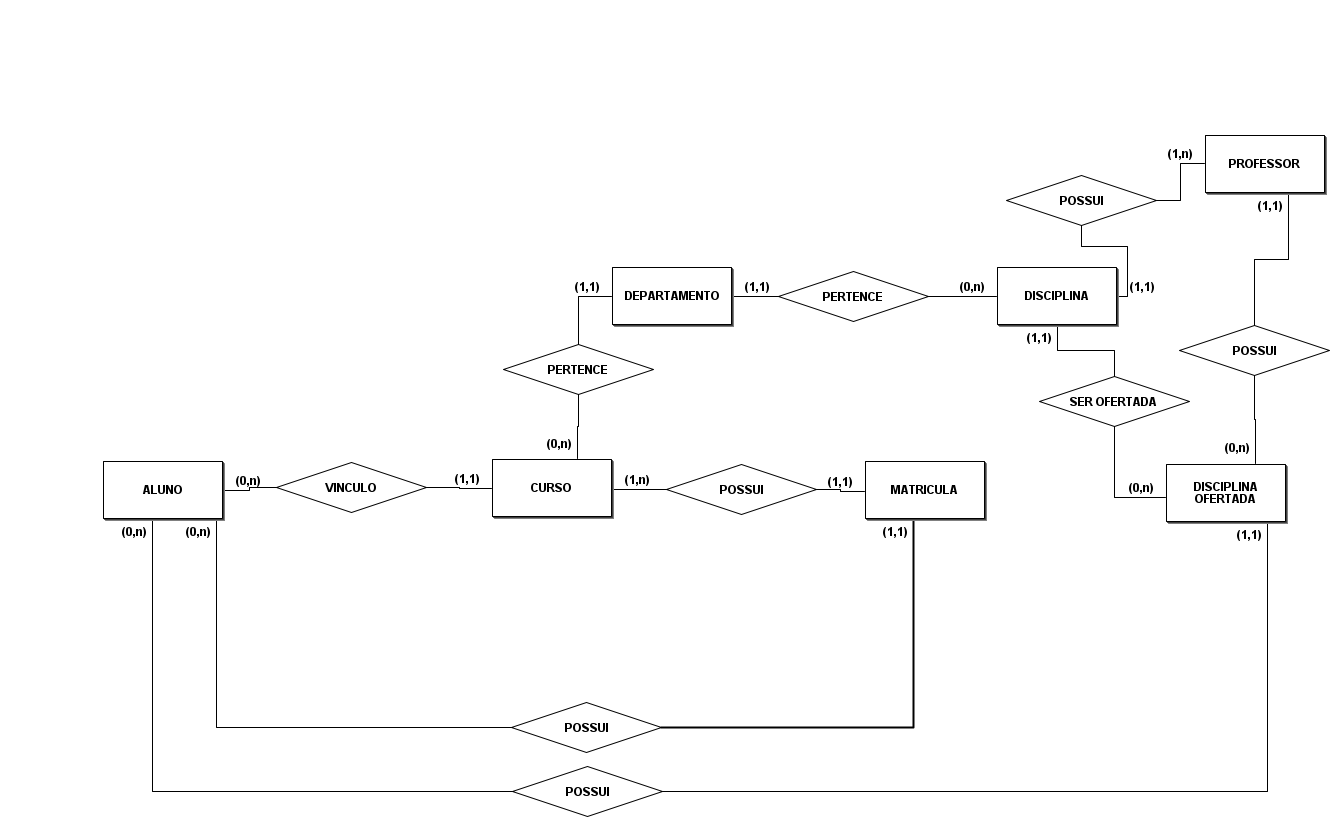 (1,n)
PROFESSOR
POSSUI
(1,1)
(1,1)
DEPARTAMENTO
(1,1)
PERTENCE
(0,n)
DISCIPLINA
(1,1)
(1,1)
POSSUI
PERTENCE
SER OFERTADA
(0,n)
(0,n)
ALUNO
(0,n)
VINCULO
(1,1)
CURSO
(1,n)
POSSUI
(1,1)
MATRICULA
(0,n)
DISCIPLINA
OFERTADA
(0,n)
(0,n)
(1,1)
(1,1)
POSSUI
POSSUI